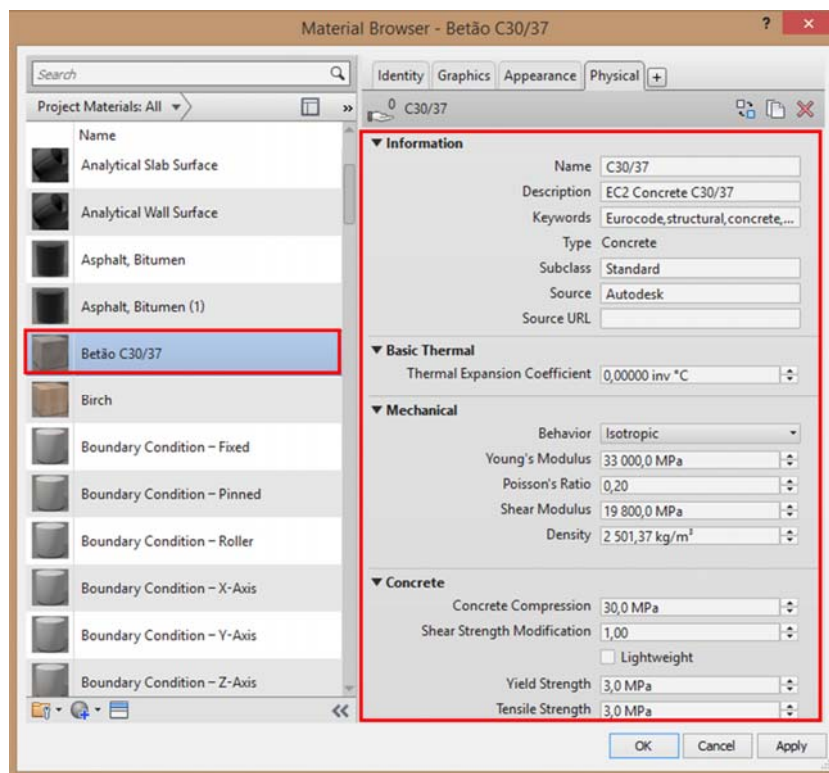 Material Browser - Betão C30/37
?
×
Search
Project Materials: All
»
Name
Analytical Slab Surface
Analytical Wall Surface
Asphalt, Bitumen
Asphalt, Bitumen (1)
Betão C30/37
Birch
Boundary Condition – Fixed
Boundary Condition – Pinned
Boundary Condition – Roller
Boundary Condition – X-Axis
Boundary Condition – Y-Axis
Boundary Condition – Z-Axis
Identity Graphics Appearance Physical +
0 C30/37
Information
Name C30/37
Description EC2 Concrete C30/37
Keywords Eurocode,structural,concrete,...
Type Concrete
Subclass Standard
Source Autodesk
Source URL
Basic Thermal
Thermal Expansion Coefficient 0,00000 inv °C
Mechanical
Behavior Isotropic
Young's Modulus 33 000,0 MPa
Poisson's Ratio 0,20
Shear Modulus 19 800,0 MPa
Density 2 501,37 kg/m³
Concrete
Concrete Compression 30,0 MPa
Shear Strength Modification 1,00
Lightweight
Yield Strength 3,0 MPa
Tensile Strength 3,0 MPa
OK Cancel Apply